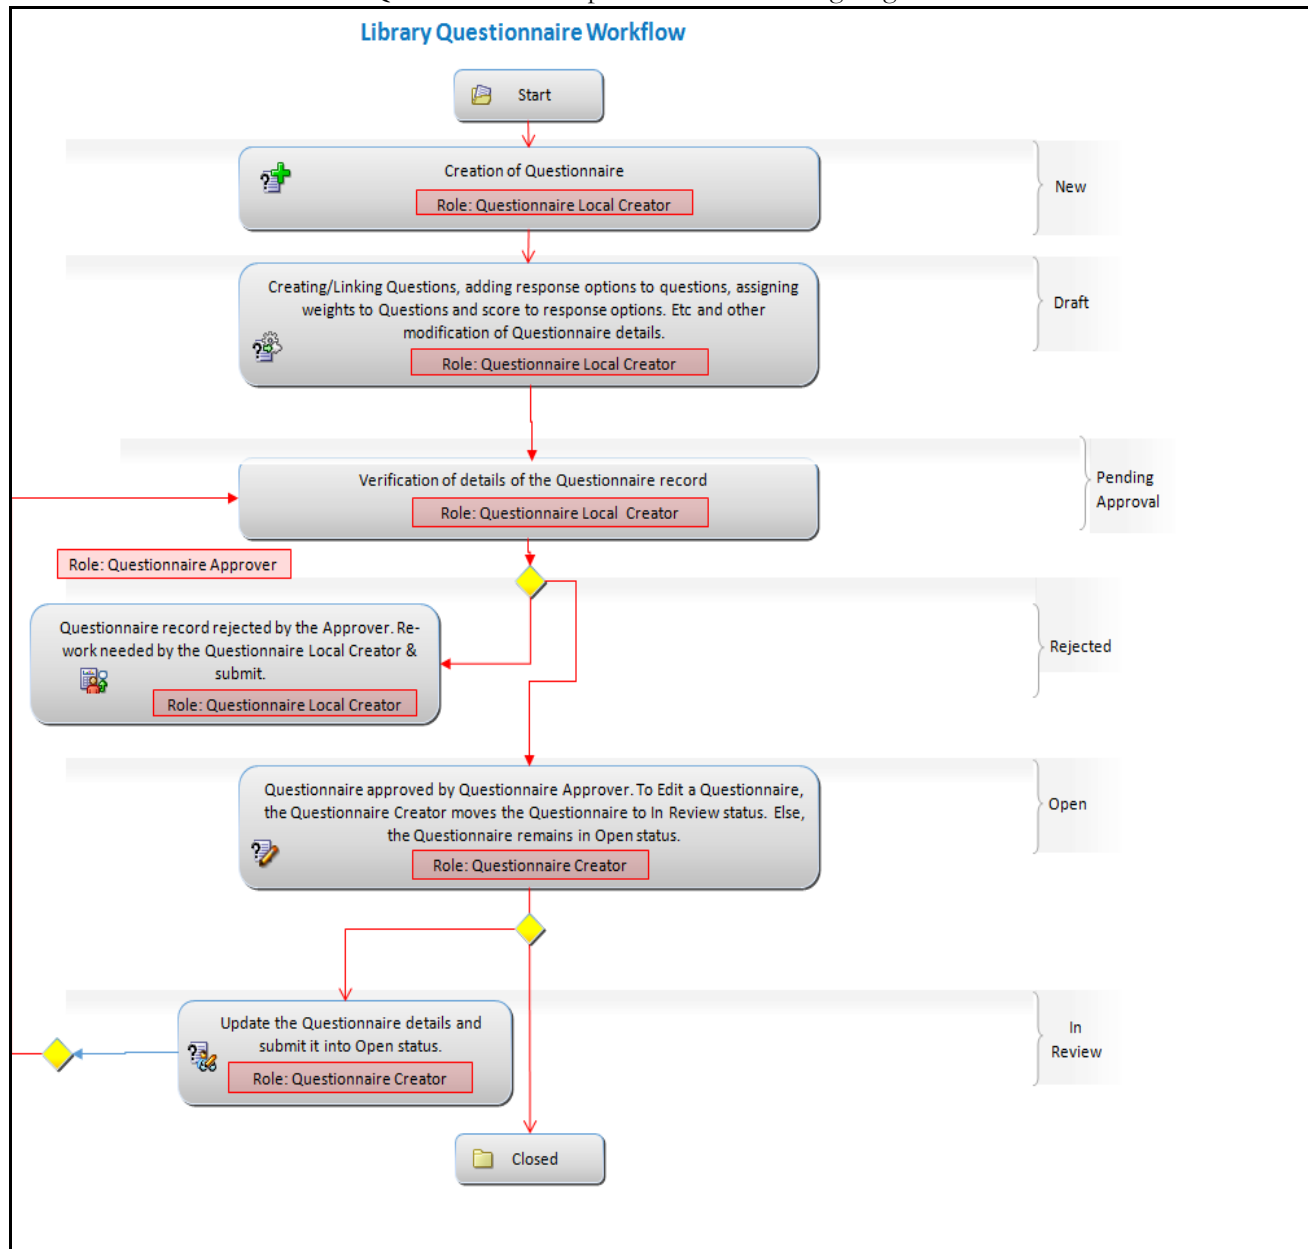 Library Questionnaire Workflow
Start
Creation of Questionnaire
Role: Questionnaire Local Creator
New
Creating/Linking Questions, adding response options to questions, assigning
weights to Questions and score to response options. Etc and other
modification of Questionnaire details.
Role: Questionnaire Local Creator
Draft
Verification of details of the Questionnaire record
Role: Questionnaire Local Creator
Pending
Approval
Role: Questionnaire Approver
Questionnaire record rejected by the Approver. Re-
work needed by the Questionnaire Local Creator &
submit.
Role: Questionnaire Local Creator
Rejected
Questionnaire approved by Questionnaire Approver. To Edit a Questionnaire,
the Questionnaire Creator moves the Questionnaire to In Review status. Else,
the Questionnaire remains in Open status.
Role: Questionnaire Creator
Open
Update the Questionnaire details and
submit it into Open status.
Role: Questionnaire Creator
In
Review
Closed